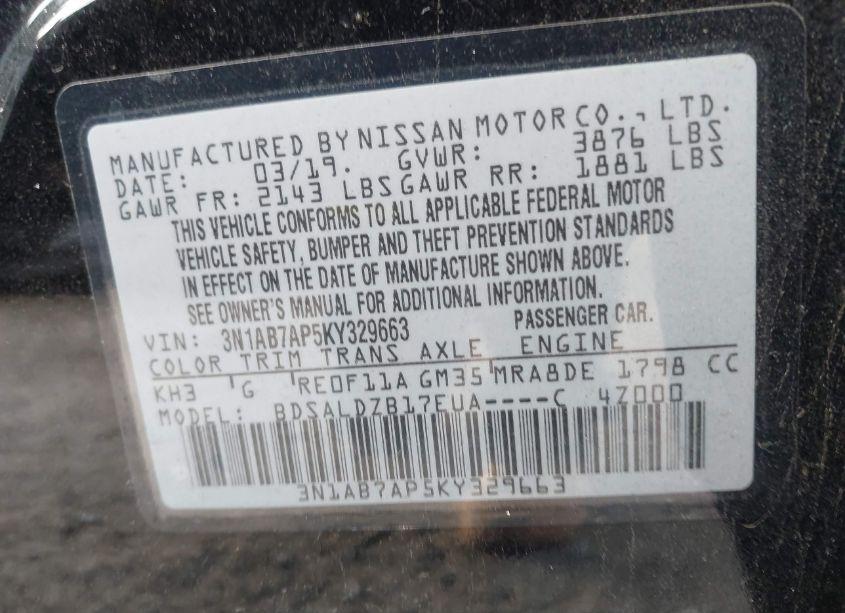 MANUFACTURED BY NISSAN MOTOR CO., LTD.
DATE: 03/19. GVWR: 3876 LBS
GAWR FR: 2143 LBS GAWR RR: 1881 LBS
THIS VEHICLE CONFORMS TO ALL APPLICABLE FEDERAL MOTOR
VEHICLE SAFETY, BUMPER AND THEFT PREVENTION STANDARDS
IN EFFECT ON THE DATE OF MANUFACTURE SHOWN ABOVE.
SEE OWNER'S MANUAL FOR ADDITIONAL INFORMATION.
VIN: 3N1AB7AP5KY329663 PASSENGER CAR.
COLOR TRIM TRANS AXLE ENGINE
KH3 G RE0F11A GM35 MRA8DE 1798 CC
MODEL: BDSALDZB17EUA----C 4Z000
3N1AB7AP5KY329663